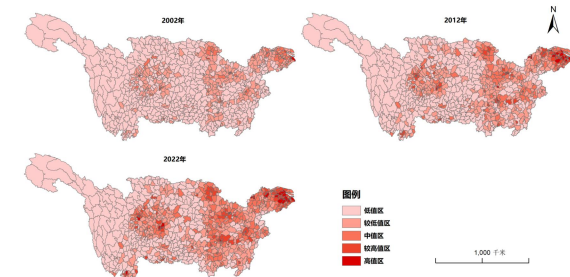 2002年
2012年
N
2022年
图例
低值区
较低值区
中值区
较高值区
高值区
1,000 千米